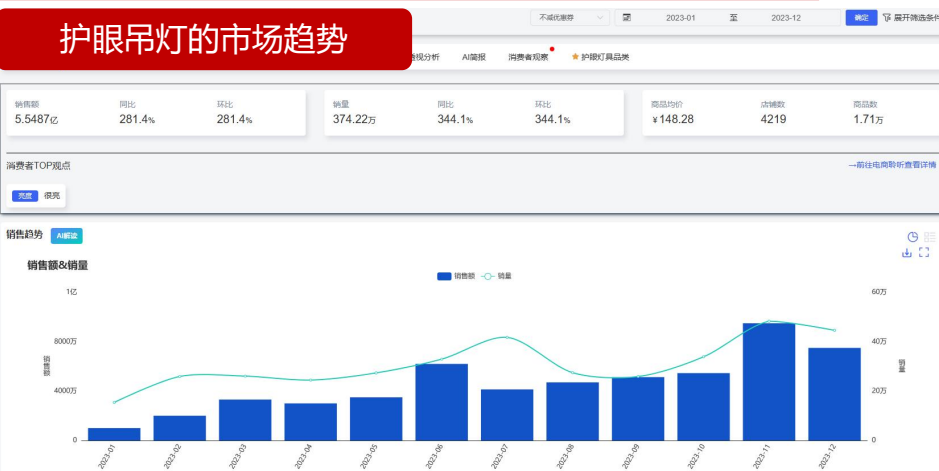 护眼吊灯的市场趋势
不减优惠券 2023-01 至 2023-12 确定 展开筛选条件
透视分析 AI简报 消费者观察 护眼灯具品类
销售额 同比 环比 销量 同比 环比 商品均价 店铺数 商品数
5.5487亿 281.4% 281.4% 374.22万 344.1% 344.1% ¥148.28 4219 1.71万
消费者TOP观点 →前往电商聆听查看详情
亮度 很亮
销售趋势 AI解读
销售额&销量
销售额 销量
1亿 60万
8000万 40万
销售额 销量
4000万 20万
0 0
2023-01 2023-02 2023-03 2023-04 2023-05 2023-06 2023-07 2023-08 2023-09 2023-10 2023-11 2023-12